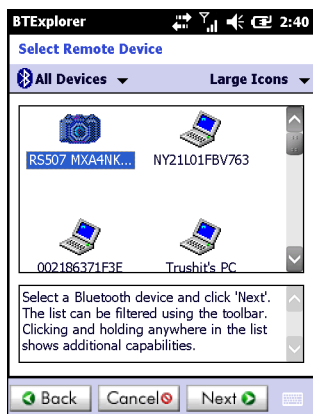 BTExplorer 2:40
Select Remote Device
All Devices Large Icons
RS507 MXA4NK... NY21L01FBV763
002186371F3E Trushit's PC
Select a Bluetooth device and click 'Next'.
The list can be filtered using the toolbar.
Clicking and holding anywhere in the list
shows additional capabilities.
Back Cancel Next